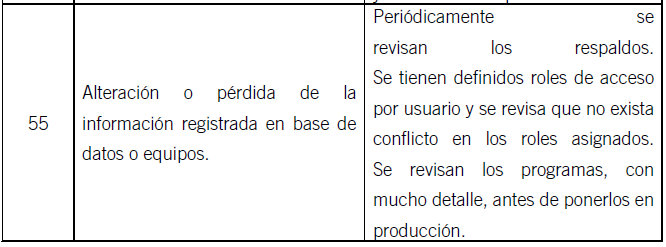 55
Alteración o pérdida de la
información registrada en base de
datos o equipos.
Periódicamente se
revisan los respaldos.
Se tienen definidos roles de acceso
por usuario y se revisa que no exista
conflicto en los roles asignados.
Se revisan los programas, con
mucho detalle, antes de ponerlos en
producción.